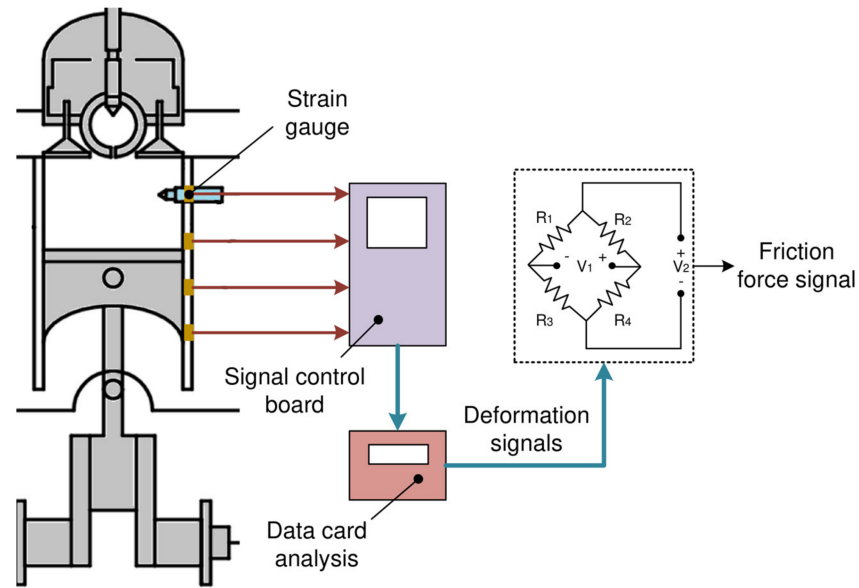 Strain
gauge
R1
R2
- V1 +
+
V2
-
R3
R4
Friction
force signal
Signal control
board
Deformation
signals
Data card
analysis